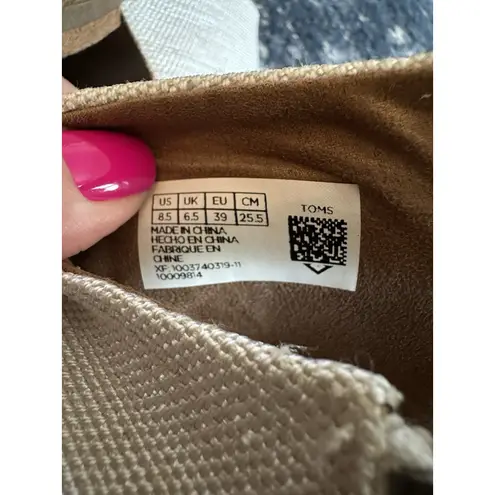 US UK EU CM
8.5 6.5 39 25.5
TOMS
MADE IN CHINA
HECHO EN CHINA
FABRIQUE EN
CHINE
XF:1003740319-11
10009814